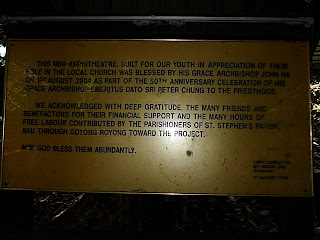 THIS MINI-AMPHITHEATRE, BUILT FOR OUR YOUTH IN APPRECIATION OF THEIR
ROLE IN THE LOCAL CHURCH WAS BLESSED BY HIS GRACE ARCHBISHOP JOHN HA
ON 1ST AUGUST 2004 AS PART OF THE 50TH ANNIVERSARY CELEBRATION OF HIS
GRACE ARCHBISHOP EMERITUS DATO SRI PETER CHUNG TO THE PRIESTHOOD.
WE ACKNOWLEDGED WITH DEEP GRATITUDE, THE MANY FRIENDS AND
BENEFACTORS FOR THEIR FINANCIAL SUPPORT AND THE MANY HOURS OF
FREE LABOUR CONTRIBUTED BY THE PARISHIONERS OF ST. STEPHEN'S PARISH,
BAU THROUGH GOTONG ROYONG TOWARD THE PROJECT.
MAY GOD BLESS THEM ABUNDANTLY.